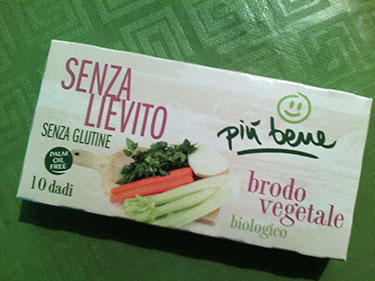 SENZA
LIEVITO
SENZA GLUTINE
PALM
OIL
FREE
10 dadi
più bene
brodo
vegetale
biologico